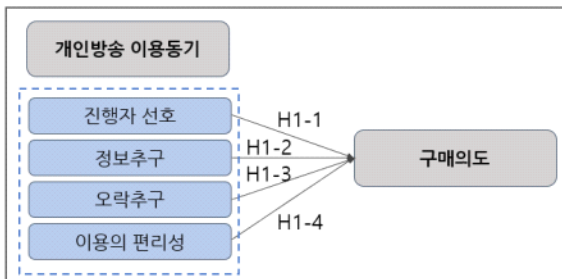 개인방송 이용동기
진행자 선호
H1-1
정보추구
H1-2
구매의도
H1-3
오락추구
H1-4
이용의 편리성